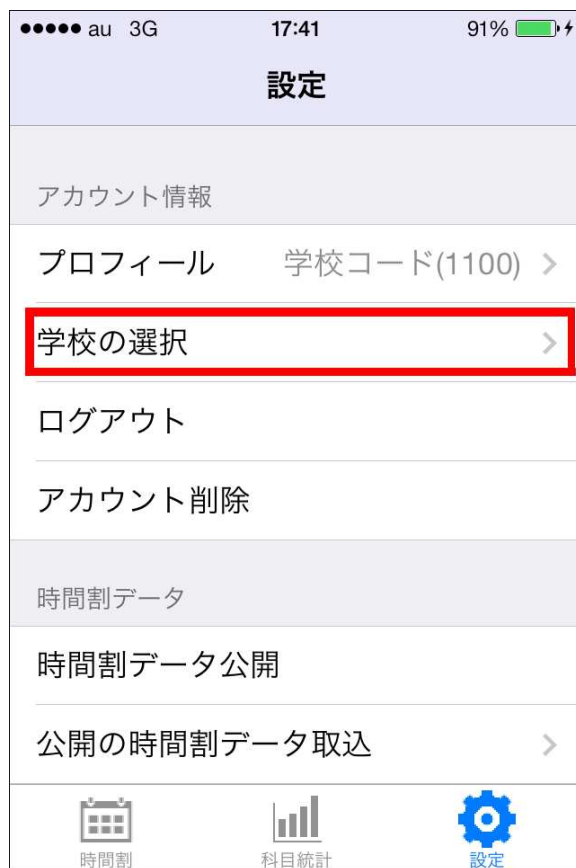 au 3G 17:41 91%
設定
アカウント情報
プロフィール 学校コード(1100)
学校の選択
ログアウト
アカウント削除
時間割データ
時間割データ公開
公開の時間割データ取込
時間割 科目統計 設定